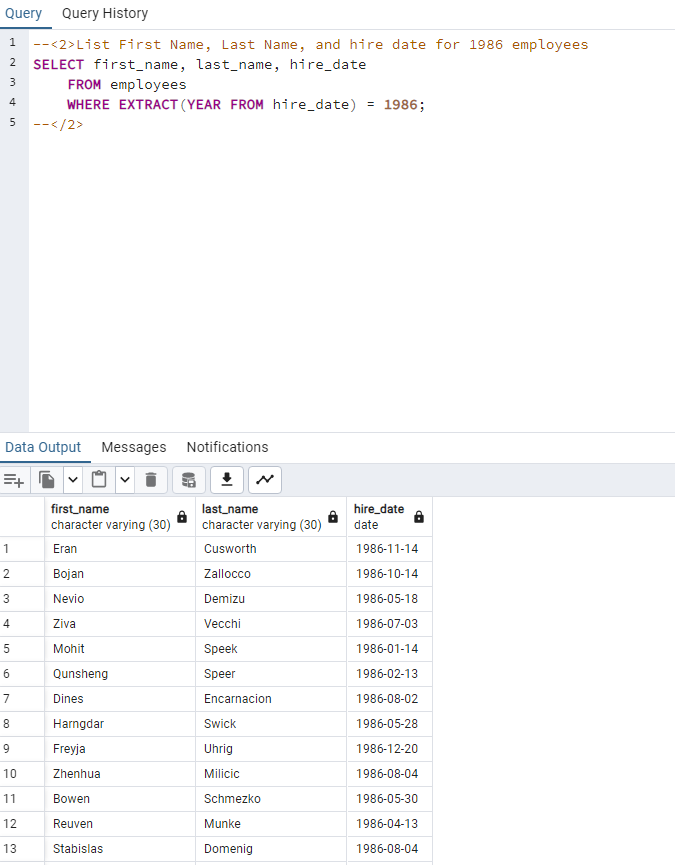 Query Query History
1 --<2>List First Name, Last Name, and hire date for 1986 employees
2 SELECT first_name, last_name, hire_date
3 FROM employees
4 WHERE EXTRACT(YEAR FROM hire_date) = 1986;
5 --</2>
Data Output Messages Notifications
first_name last_name hire_date
character varying (30) character varying (30) date
1 Eran Cusworth 1986-11-14
2 Bojan Zallocco 1986-10-14
3 Nevio Demizu 1986-05-18
4 Ziva Vecchi 1986-07-03
5 Mohit Speek 1986-01-14
6 Qunsheng Speer 1986-02-13
7 Dines Encarnacion 1986-08-02
8 Harngdar Swick 1986-05-28
9 Freyja Uhrig 1986-12-20
10 Zhenhua Milicic 1986-08-04
11 Bowen Schmezko 1986-05-30
12 Reuven Munke 1986-04-13
13 Stabislas Domenig 1986-08-04